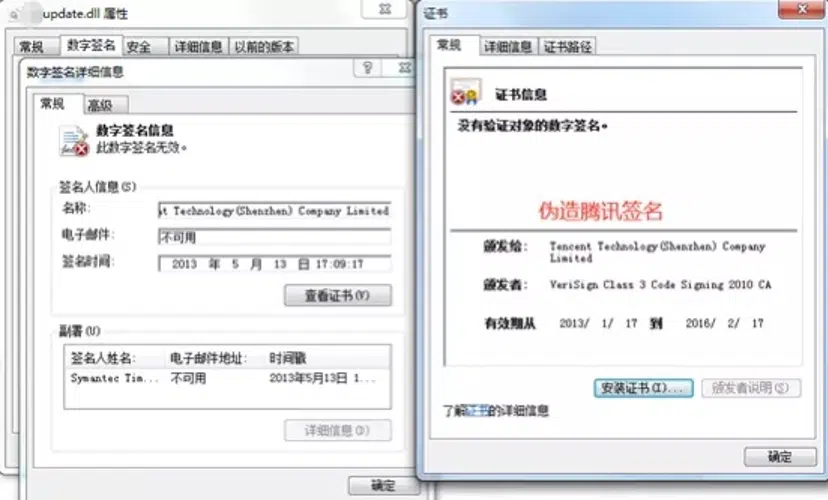 update.dll 属性
常规 数字签名 安全 详细信息 以前的版本
数字签名详细信息
常规 高级
数字签名信息
此数字签名无效。
签名人信息(S)
名称: t Technology(Shenzhen) Company Limited
电子邮件: 不可用
签名时间: 2013 年 5 月 13 日 17:09:17
查看证书(V)
副署(U)
签名人姓名: 电子邮件地址: 时间戳
Symantec Tim... 不可用 2013年5月13日 1...
详细信息(D)
确定
证书
常规 详细信息 证书路径
证书信息
没有验证对象的数字签名。
伪造腾讯签名
颁发给: Tencent Technology(Shenzhen) Company
Limited
颁发者: VeriSign Class 3 Code Signing 2010 CA
有效期从 2013/ 1/ 17 到 2016/ 2/ 17
安装证书(I)... 颁发者说明(S)
了解证书的详细信息
确定